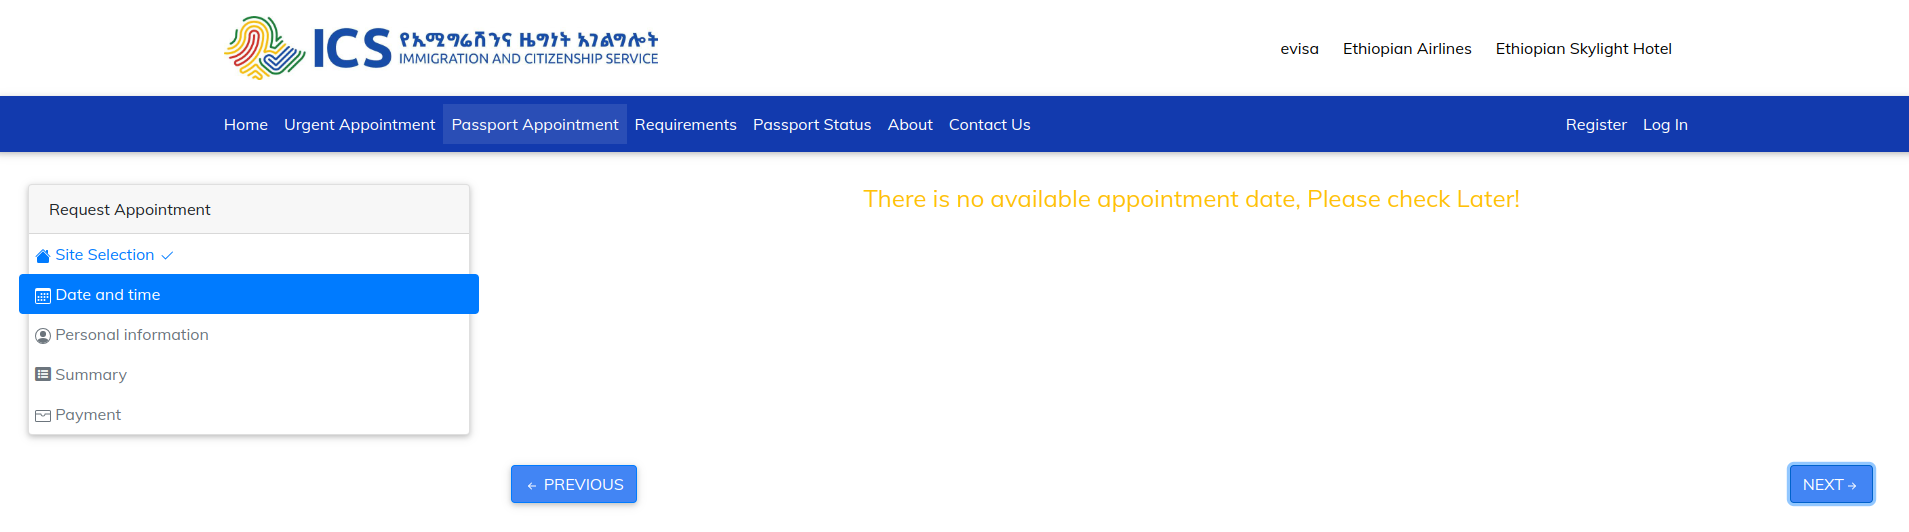 ICS የኢሚግሬሽንና ዜግነት አገልግሎት
IMMIGRATION AND CITIZENSHIP SERVICE
evisa Ethiopian Airlines Ethiopian Skylight Hotel
Home Urgent Appointment Passport Appointment Requirements Passport Status About Contact Us Register Log In
Request Appointment
There is no available appointment date, Please check Later!
Site Selection
Date and time
Personal information
Summary
Payment
PREVIOUS
NEXT